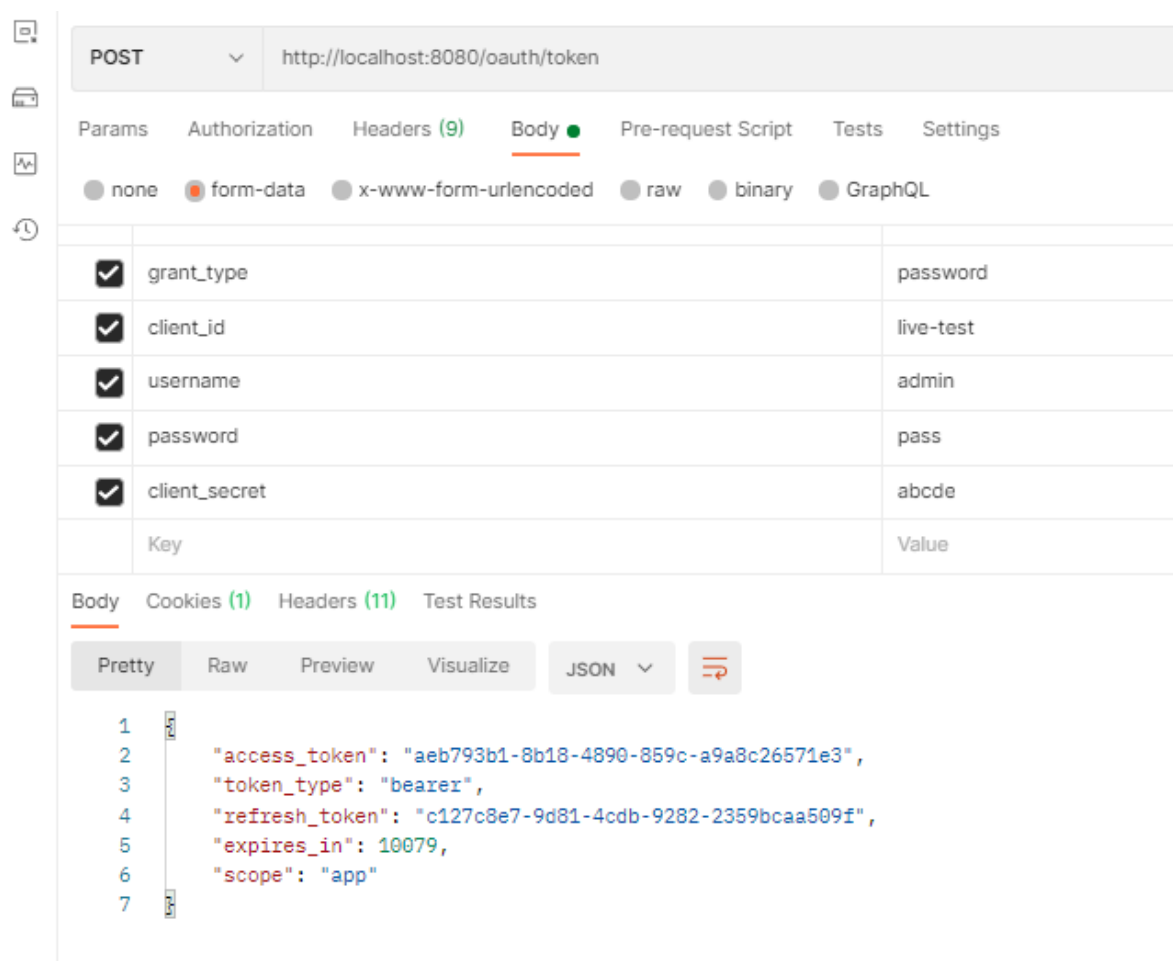 POST http://localhost:8080/oauth/token
Params Authorization Headers (9) Body Pre-request Script Tests Settings
none form-data x-www-form-urlencoded raw binary GraphQL
grant_type password
client_id live-test
username admin
password pass
client_secret abcde
Key Value
Body Cookies (1) Headers (11) Test Results
Pretty Raw Preview Visualize JSON
1 {
2 "access_token": "aeb793b1-8b18-4890-859c-a9a8c26571e3",
3 "token_type": "bearer",
4 "refresh_token": "c127c8e7-9d81-4cdb-9282-2359bcaa509f",
5 "expires_in": 10079,
6 "scope": "app"
7 }